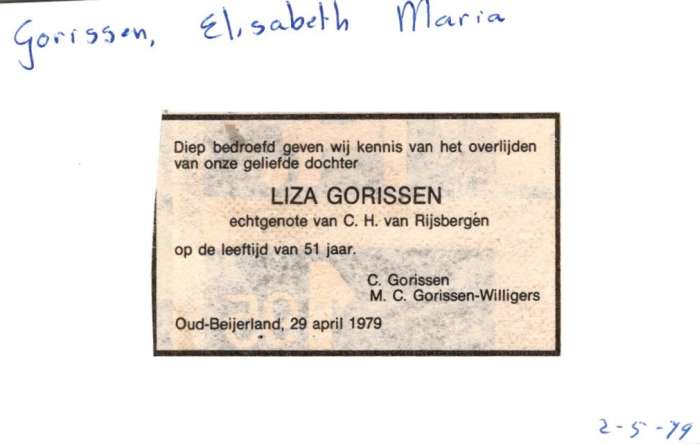 Gorissen, Elisabeth Maria
Diep bedroefd geven wij kennis van het overlijden
van onze geliefde dochter
LIZA GORISSEN
echtgenote van C. H. van Rijsbergen
op de leeftijd van 51 jaar.
C. Gorissen
M. C. Gorissen-Willigers
Oud-Beijerland, 29 april 1979
2-5-79